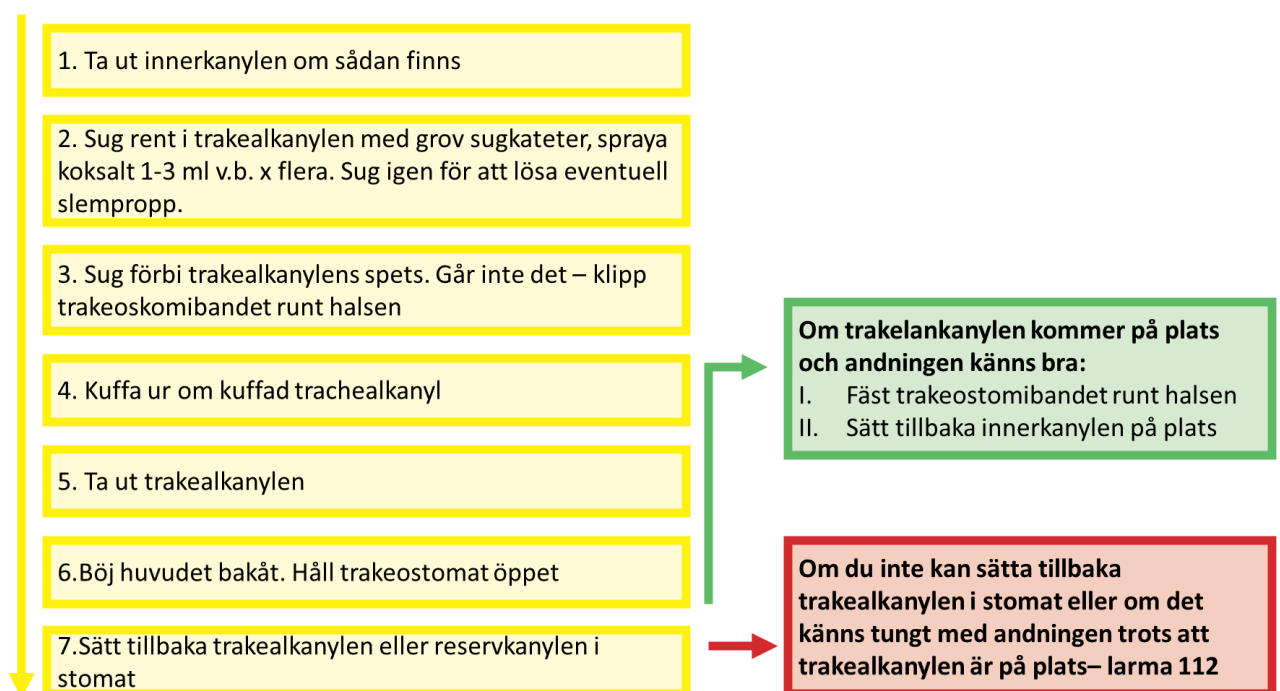 1. Ta ut innerkanylen om sådan finns
2. Sug rent i trakealkanylen med grov sugkateter, spraya
koksalt 1-3 ml v.b. x flera. Sug igen för att lösa eventuell
slempropp.
3. Sug förbi trakealkanylens spets. Går inte det – klipp
trakeoskomibandet runt halsen
4. Kuffa ur om kuffad trachealkanyl
5. Ta ut trakealkanylen
6.Böj huvudet bakåt. Håll trakeostomat öppet
7.Sätt tillbaka trakealkanylen eller reservkanylen i
stomat
Om trakelankanylen kommer på plats
och andningen känns bra:
I. Fäst trakeostomibandet runt halsen
II. Sätt tillbaka innerkanylen på plats
Om du inte kan sätta tillbaka
trakealkanylen i stomat eller om det
känns tungt med andningen trots att
trakealkanylen är på plats– larma 112